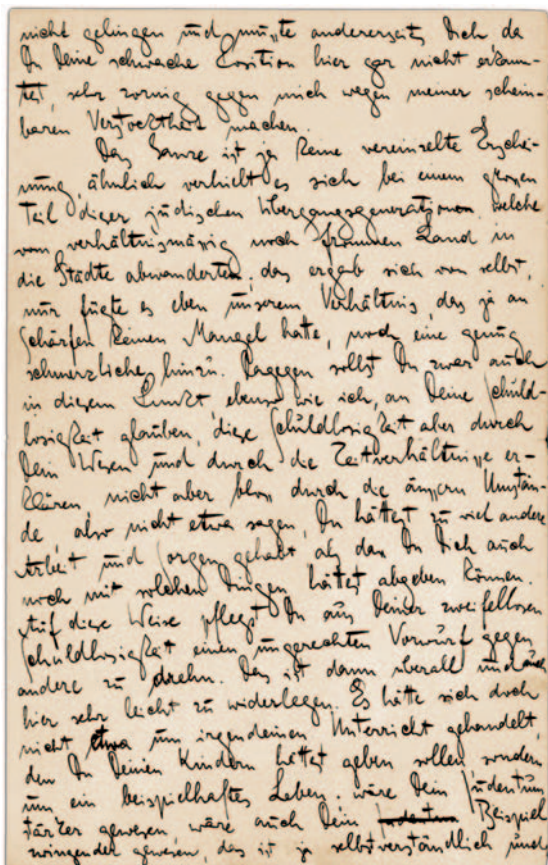 nicht gelingen und musste andererseits Dich da
Du Deine schwache Position hier gar nicht erkann-
test, sehr zornig gegen mich wegen meiner schein-
baren Verstocktheit machen.
Das Ganze ist ja keine vereinzelte Erschei-
nung, ähnlich verhielt es sich bei einem grossen
Teil dieser jüdischen Übergangsgeneration, welche
vom verhältnismässig noch frommen Land in
die Städte abwanderte; das ergab sich von selbst,
nur fügte es eben unserem Verhältnis, das ja an
Schärfen keinen Mangel hatte, noch eine genug
schmerzliche hinzu. Dagegen sollst Du zwar auch
in diesem Punkt, ebenso wie ich, an Deine Schuld-
losigkeit glauben, diese Schuldlosigkeit aber durch
Dein Wesen und durch die Zeitverhältnisse er-
klären, nicht aber bloss durch die äussern Umstän-
de, also nicht etwa sagen, Du hättest zu viel andere
Arbeit und Sorgen gehabt als dass Du Dich auch
noch mit solchen Dingen hättest abgeben können.
Auf diese Weise pflegst Du aus Deiner zweifellosen
Schuldlosigkeit einen ungerechten Vorwurf gegen
andere zu drehn. Das ist dann überall und auch
hier sehr leicht zu widerlegen. Es hätte sich doch
nicht etwa um irgendeinen Unterricht gehandelt,
den Du Deinen Kindern hättest geben sollen, sondern
um ein beispielhaftes Leben; wäre Dein Judentum
stärker gewesen, wäre auch Dein Beispiel
zwingender gewesen, das ist ja selbstverständlich und